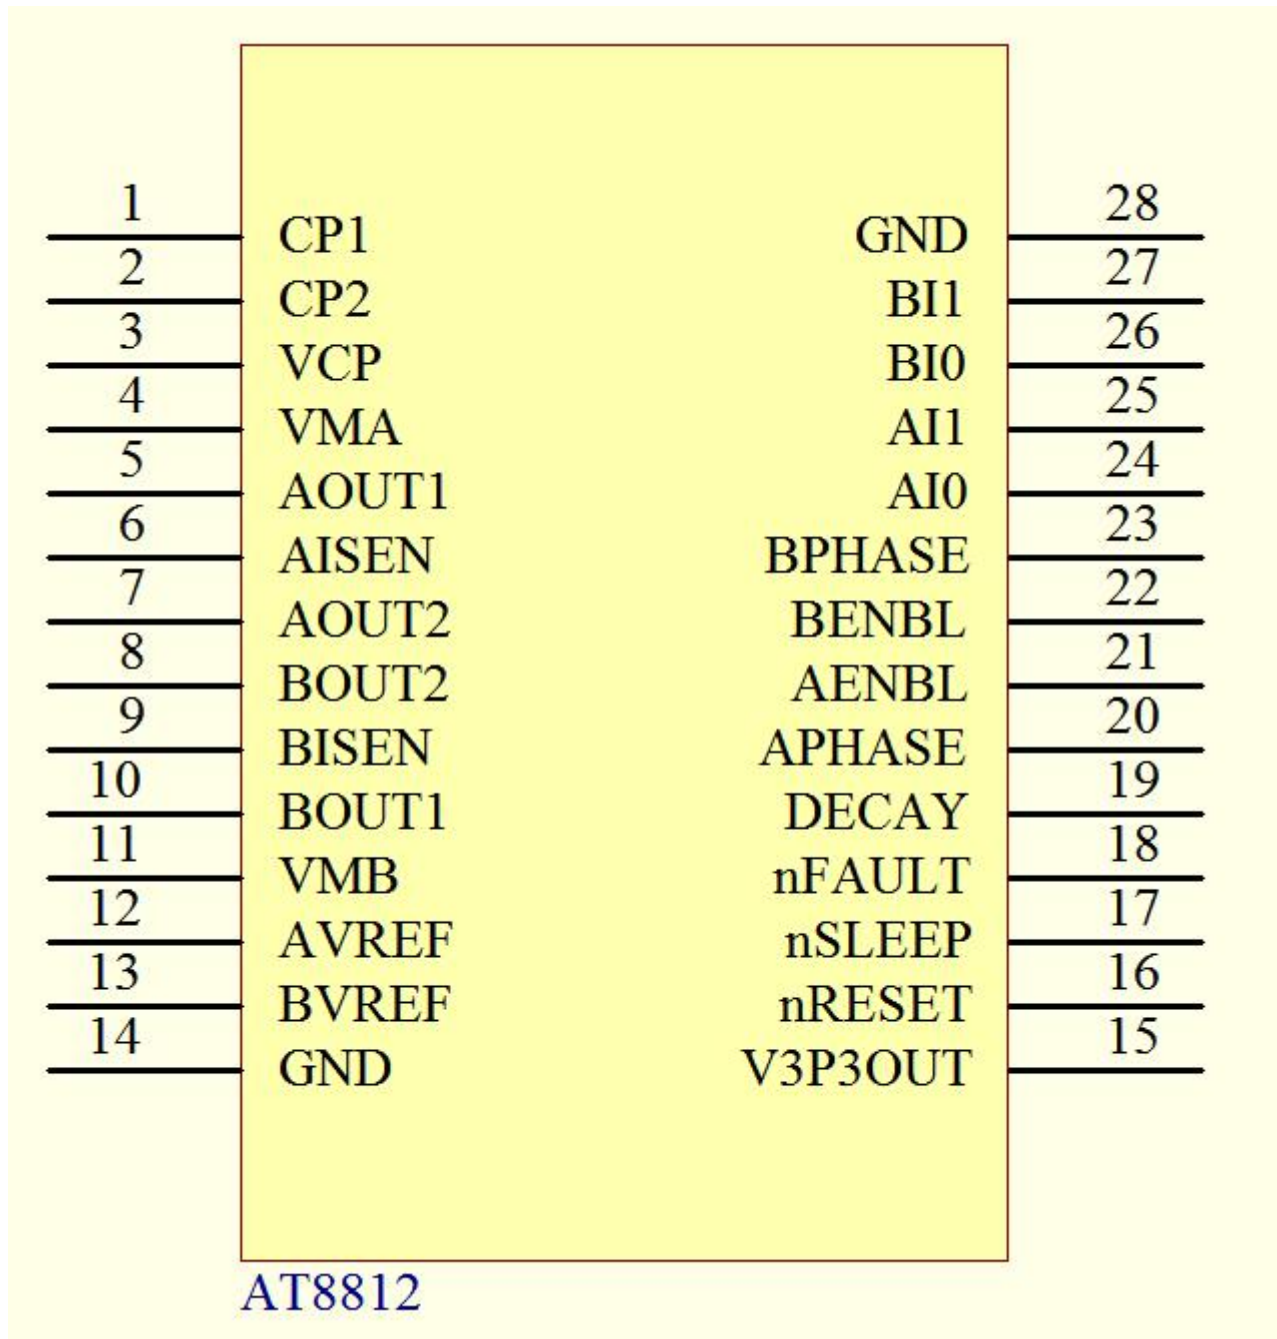 1 CP1 GND 28
2 CP2 BI1 27
3 VCP BI0 26
4 VMA AI1 25
5 AOUT1 AI0 24
6 AISEN BPHASE 23
7 AOUT2 BENBL 22
8 BOUT2 AENBL 21
9 BISEN APHASE 20
10 BOUT1 DECAY 19
11 VMB nFAULT 18
12 AVREF nSLEEP 17
13 BVREF nRESET 16
14 GND V3P3OUT 15
AT8812